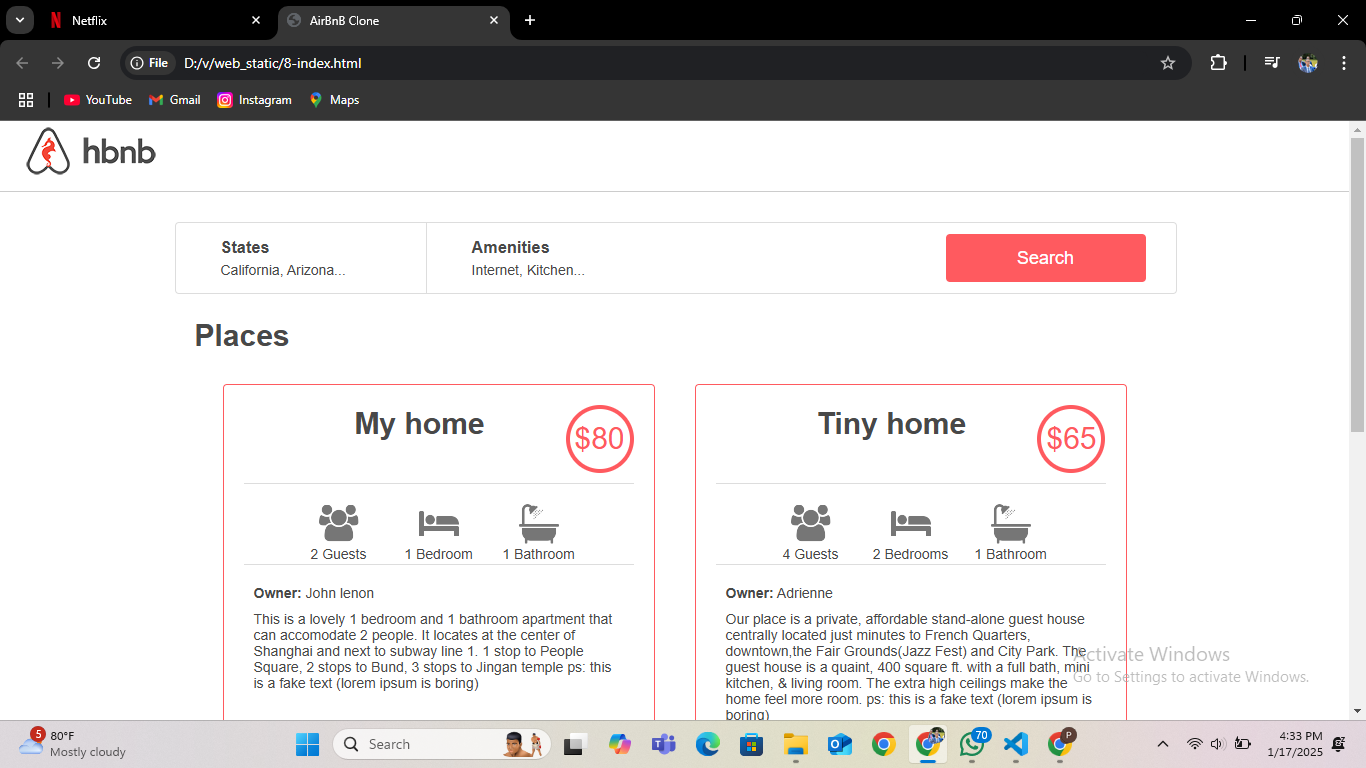 Netflix
AirBnB Clone
File
D:/v/web_static/8-index.html
YouTube
Gmail
Instagram
Maps
hbnb
States
California, Arizona...
Amenities
Internet, Kitchen...
Search
Places
My home
$80
2 Guests
1 Bedroom
1 Bathroom
Owner: John lenon
This is a lovely 1 bedroom and 1 bathroom apartment that
can accomodate 2 people. It locates at the center of
Shanghai and next to subway line 1. 1 stop to People
Square, 2 stops to Bund, 3 stops to Jingan temple ps: this
is a fake text (lorem ipsum is boring)
Tiny home
$65
4 Guests
2 Bedrooms
1 Bathroom
Owner: Adrienne
Our place is a private, affordable stand-alone guest house
centrally located just minutes to French Quarters,
downtown,the Fair Grounds(Jazz Fest) and City Park. The
guest house is a quaint, 400 square ft. with a full bath, mini
kitchen, & living room. The extra high ceilings make the
home feel more room. ps: this is a fake text (lorem ipsum is
boring)
Activate Windows
Go to Settings to activate Windows.
5
80°F
Mostly cloudy
Search
70
P
4:33 PM
1/17/2025